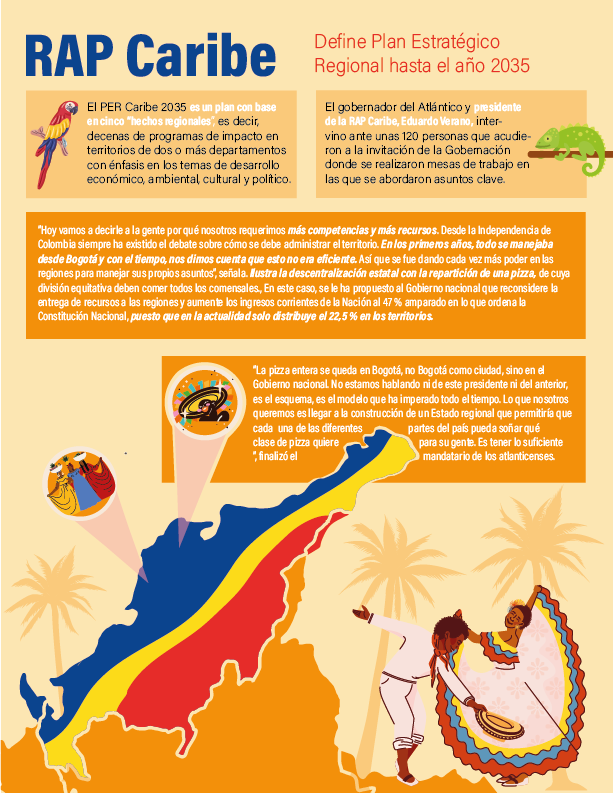 RAP Caribe
Define Plan Estratégico
Regional hasta el año 2035
El PER Caribe 2035 es un plan con base
en cinco "hechos regionales", es decir,
decenas de programas de impacto en
territorios de dos o más departamentos
con énfasis en los temas de desarrollo
económico, ambiental, cultural y político.
El gobernador del Atlántico y presidente
de la RAP Caribe, Eduardo Verano, inter-
vino ante unas 120 personas que acudie-
ron a la invitación de la Gobernación
donde se realizaron mesas de trabajo en
las que se abordaron asuntos clave.
"Hoy vamos a decirle a la gente por qué nosotros requerimos más competencias y más recursos. Desde la Independencia de
Colombia siempre ha existido el debate sobre cómo se debe administrar el territorio. En los primeros años, todo se manejaba
desde Bogotá y con el tiempo, nos dimos cuenta que esto no era eficiente. Así que se fue dando cada vez más poder en las
regiones para manejar sus propios asuntos", señala. Ilustra la descentralización estatal con la repartición de una pizza, de cuya
división equitativa deben comer todos los comensales., En este caso, se le ha propuesto al Gobierno nacional que reconsidere la
entrega de recursos a las regiones y aumente los ingresos corrientes de la Nación al 47 % amparado en lo que ordena la
Constitución Nacional, puesto que en la actualidad solo distribuye el 22,5 % en los territorios.
"La pizza entera se queda en Bogotá, no Bogotá como ciudad, sino en el
Gobierno nacional. No estamos hablando ni de este presidente ni del anterior,
es el esquema, es el modelo que ha imperado todo el tiempo. Lo que nosotros
queremos es llegar a la construcción de un Estado regional que permitiría que
cada una de las diferentes partes del país pueda soñar qué
clase de pizza quiere para su gente. Es tener lo suficiente
", finalizó el mandatario de los atlanticenses.